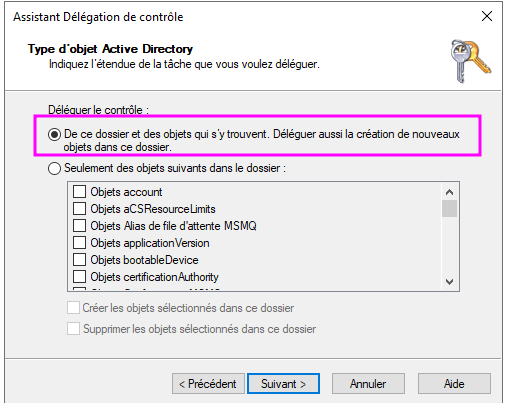 Assistant Délégation de contrôle
Type d'objet Active Directory
Indiquez l'étendue de la tâche que vous voulez déléguer.
Déléguer le contrôle :
De ce dossier et des objets qui s'y trouvent. Déléguer aussi la création de nouveaux
objets dans ce dossier.
Seulement des objets suivants dans le dossier :
Objets account
Objets aCSResourceLimits
Objets Alias de file d'attente MSMQ
Objets applicationVersion
Objets bootableDevice
Objets certificationAuthority
Créer les objets sélectionnés dans ce dossier
Supprimer les objets sélectionnés dans ce dossier
< Précédent
Suivant >
Annuler
Aide